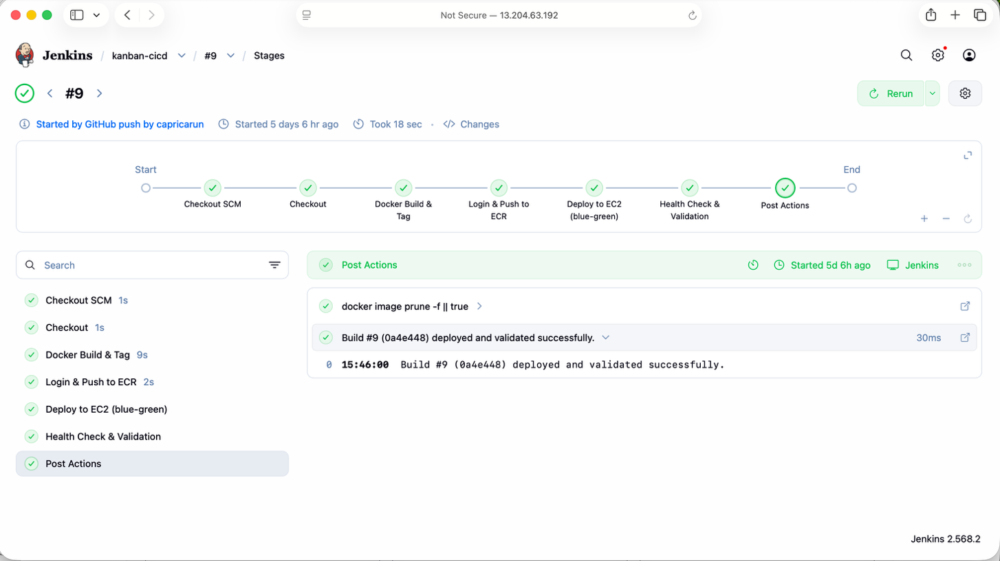 Not Secure — 13.204.63.192
Jenkins / kanban-cicd / #9 / Stages
#9
Rerun
Started by GitHub push by capricarun Started 5 days 6 hr ago Took 18 sec • Changes
Start
End
Checkout SCM
Checkout
Docker Build &
Tag
Login & Push to
ECR
Deploy to EC2
(blue-green)
Health Check &
Validation
Post Actions
Search
Checkout SCM 1s
Checkout 1s
Docker Build & Tag 9s
Login & Push to ECR 2s
Deploy to EC2 (blue-green)
Health Check & Validation
Post Actions
Post Actions Started 5d 6h ago Jenkins
docker image prune -f || true
Build #9 (0a4e448) deployed and validated successfully. 30ms
0 15:46:00 Build #9 (0a4e448) deployed and validated successfully.
Jenkins 2.568.2